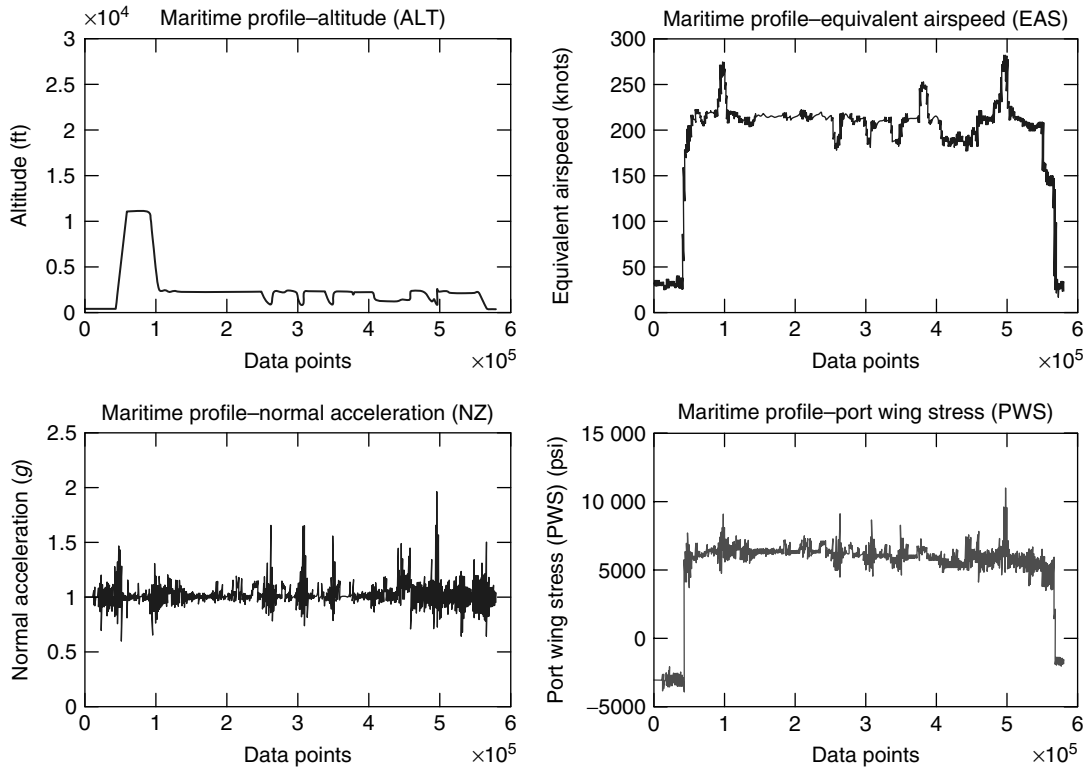 ×10⁴ Maritime profile–altitude (ALT)
3
2.5
2
1.5
1
0.5
0
Altitude (ft)
0 1 2 3 4 5 6
Data points ×10⁵
Maritime profile–equivalent airspeed (EAS)
300
250
200
150
100
50
0
Equivalent airspeed (knots)
0 1 2 3 4 5 6
Data points ×10⁵
Maritime profile–normal acceleration (NZ)
2.5
2
1.5
1
0.5
0
Normal acceleration (g)
0 1 2 3 4 5 6
Data points ×10⁵
Maritime profile–port wing stress (PWS)
15 000
10 000
5000
0
−5000
Port wing stress (PWS) (psi)
0 1 2 3 4 5 6
Data points ×10⁵